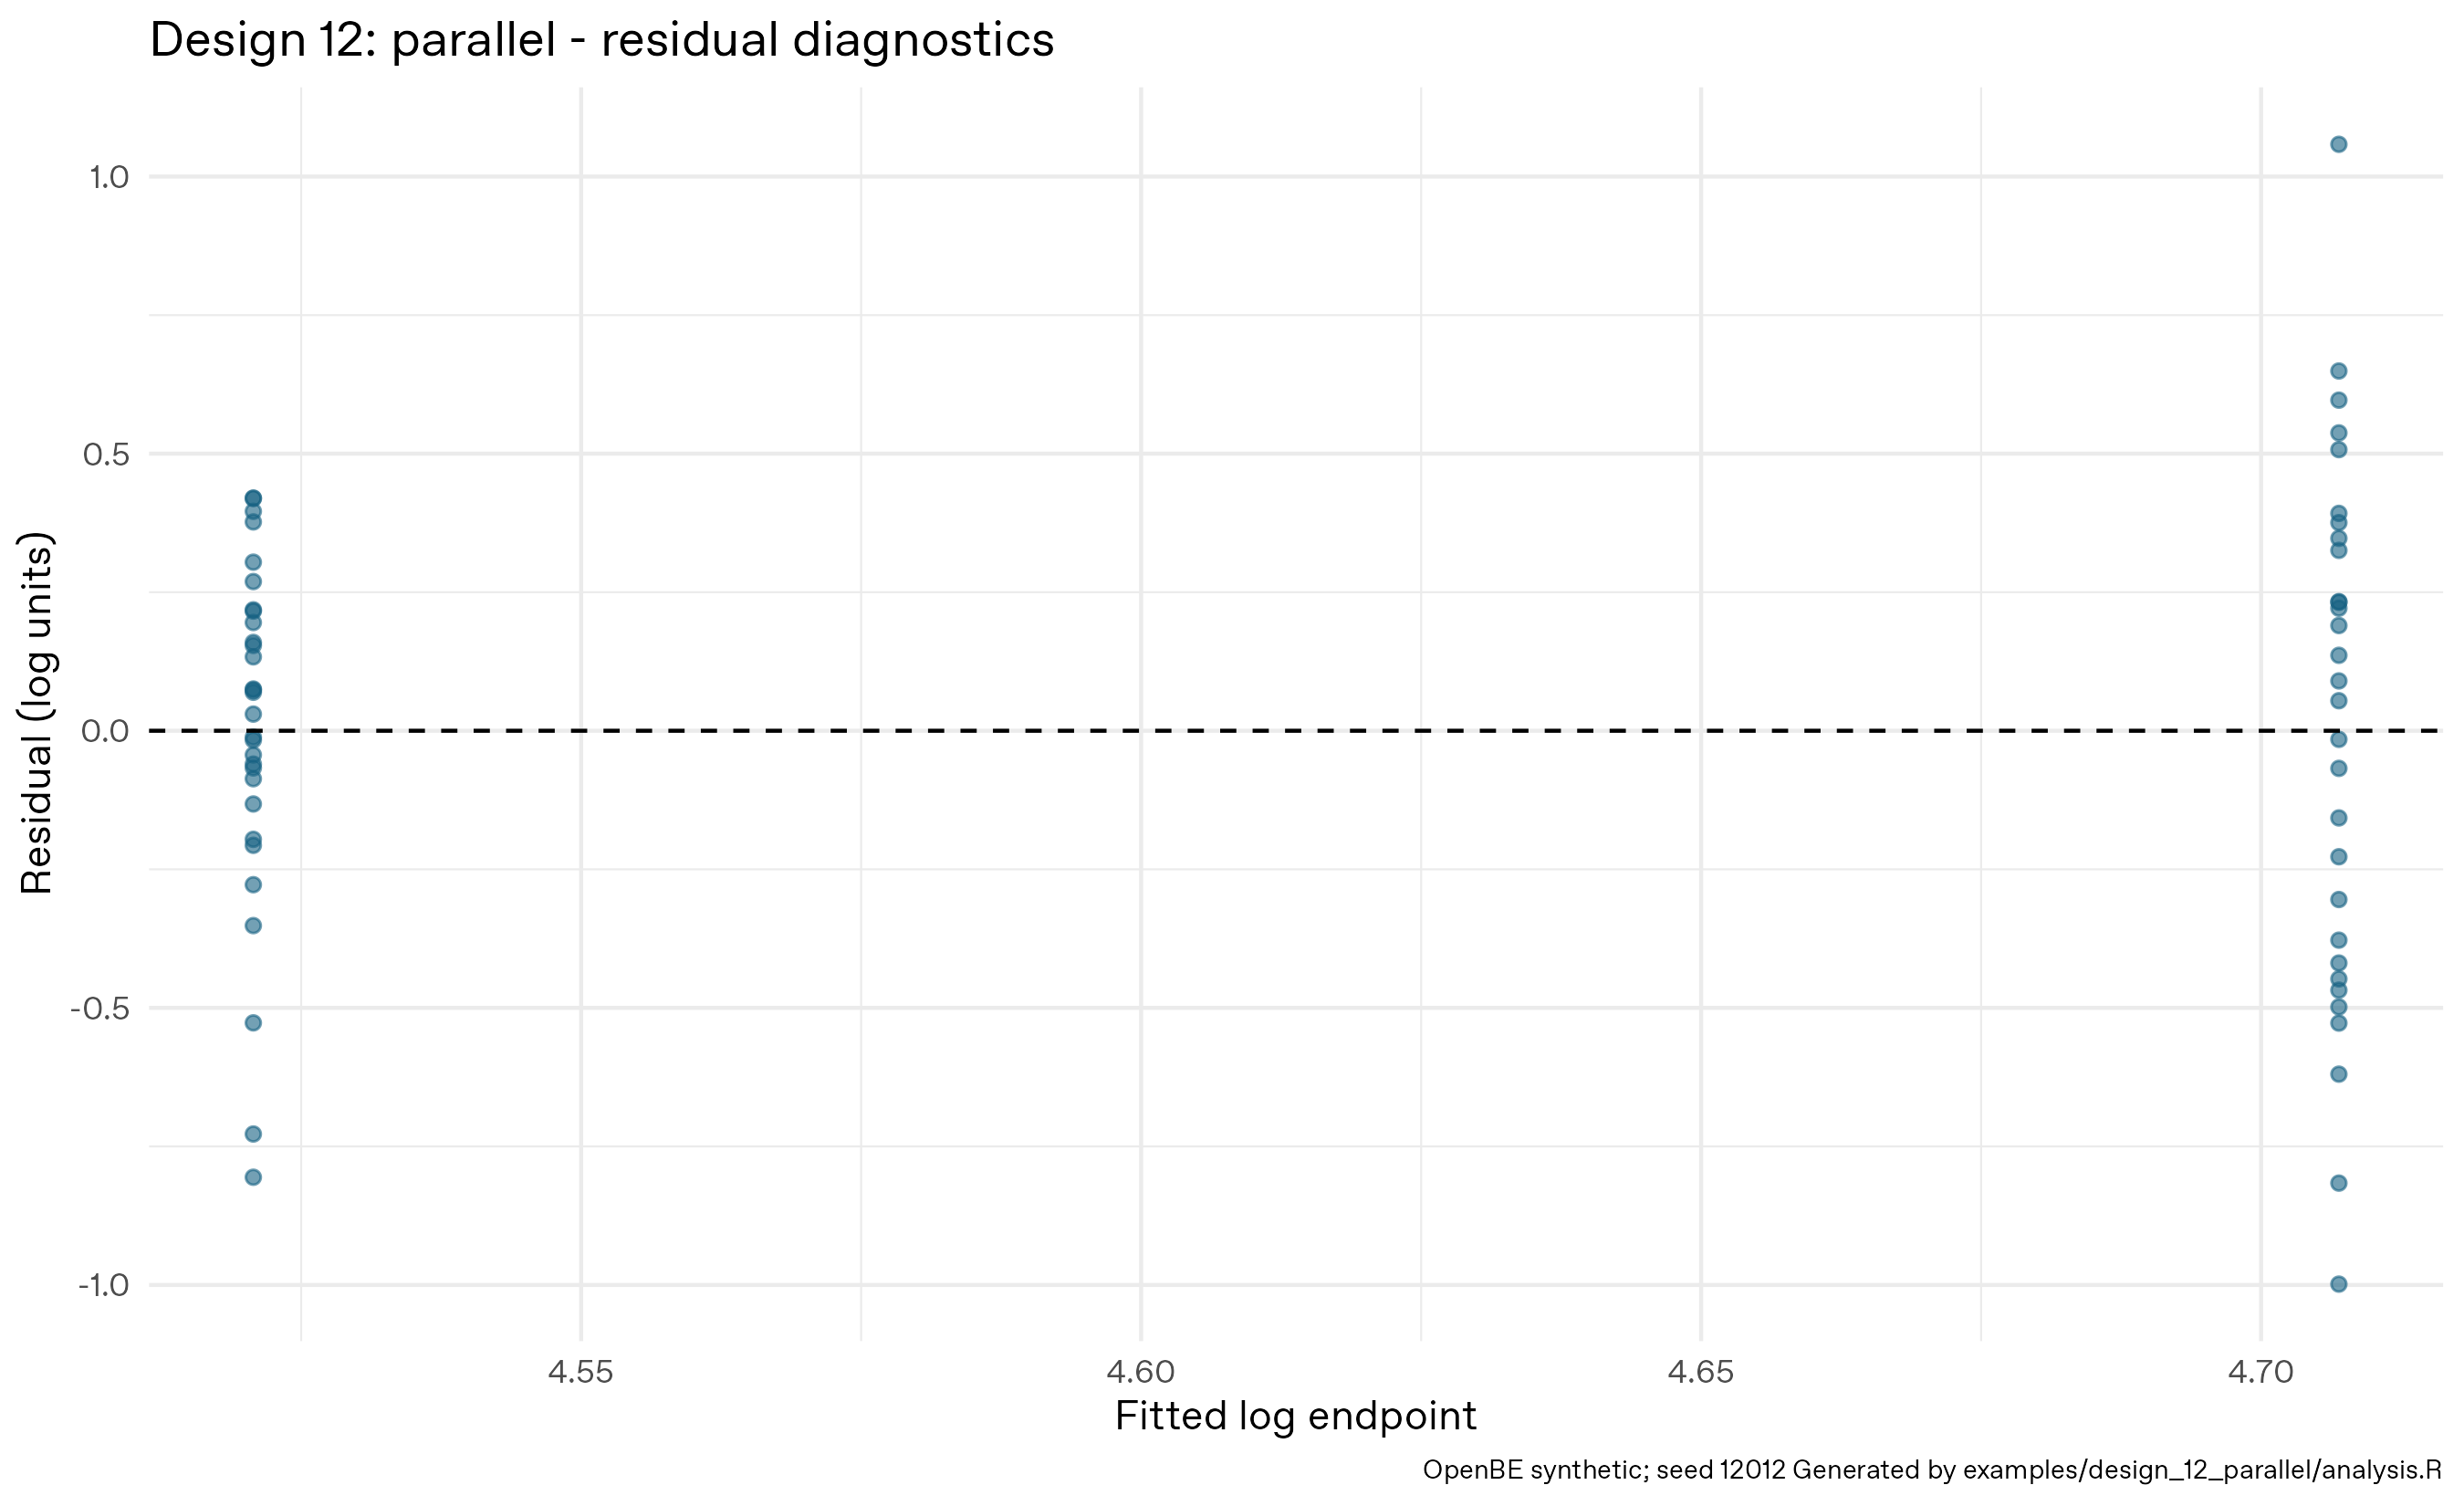 Design 12: parallel - residual diagnostics
Residual (log units)
1.0
0.5
0.0
-0.5
-1.0
4.55 4.60 4.65 4.70
Fitted log endpoint
OpenBE synthetic; seed 12012 Generated by examples/design_12_parallel/analysis.R